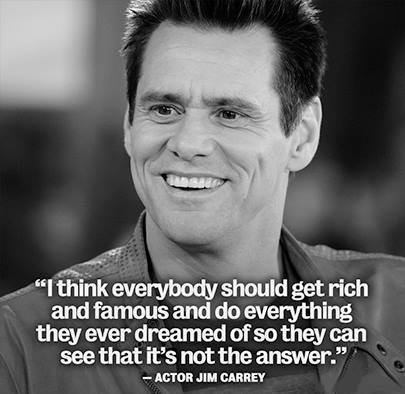 “I think everybody should get rich
and famous and do everything
they ever dreamed of so they can
see that it’s not the answer.”
— ACTOR JIM CARREY